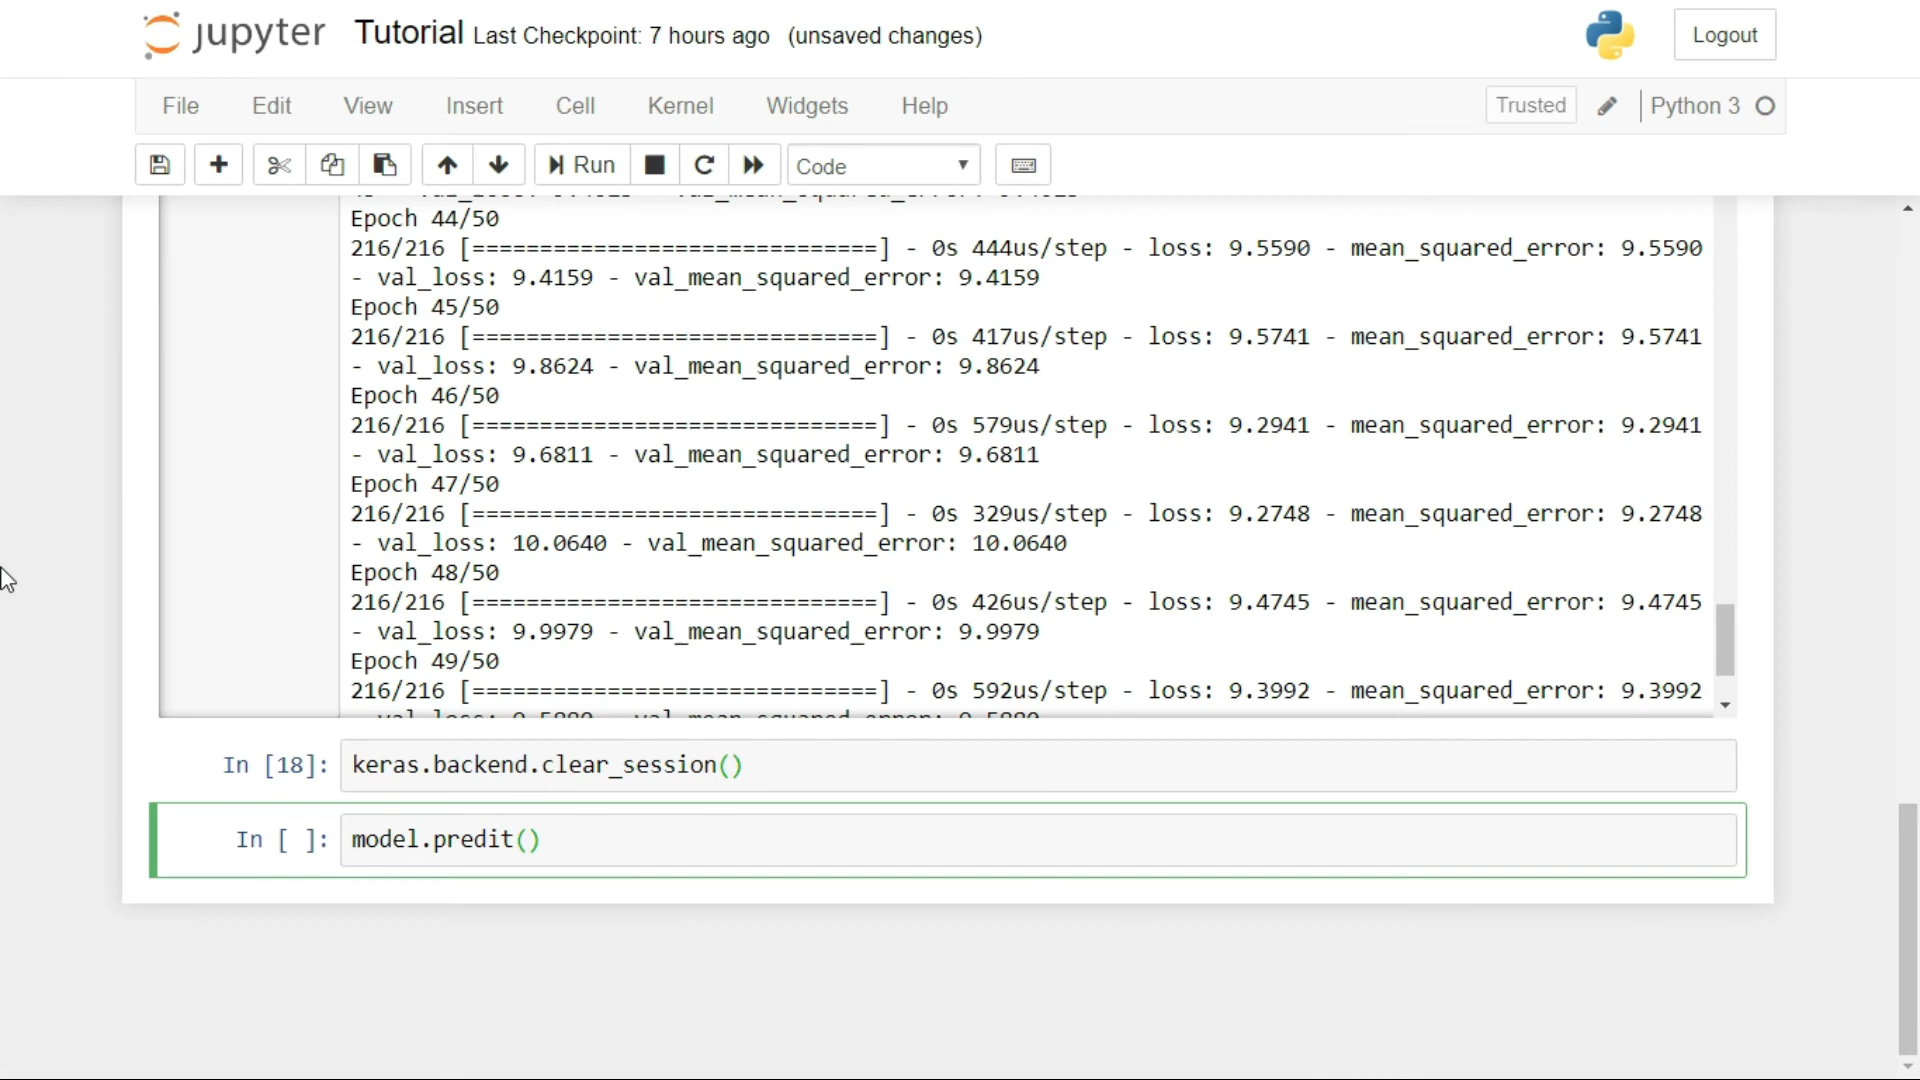 jupyter Tutorial Last Checkpoint: 7 hours ago (unsaved changes) Logout
File Edit View Insert Cell Kernel Widgets Help Trusted Python 3
Run Code
Epoch 44/50
216/216 [==============================] - 0s 444us/step - loss: 9.5590 - mean_squared_error: 9.5590
- val_loss: 9.4159 - val_mean_squared_error: 9.4159
Epoch 45/50
216/216 [==============================] - 0s 417us/step - loss: 9.5741 - mean_squared_error: 9.5741
- val_loss: 9.8624 - val_mean_squared_error: 9.8624
Epoch 46/50
216/216 [==============================] - 0s 579us/step - loss: 9.2941 - mean_squared_error: 9.2941
- val_loss: 9.6811 - val_mean_squared_error: 9.6811
Epoch 47/50
216/216 [==============================] - 0s 329us/step - loss: 9.2748 - mean_squared_error: 9.2748
- val_loss: 10.0640 - val_mean_squared_error: 10.0640
Epoch 48/50
216/216 [==============================] - 0s 426us/step - loss: 9.4745 - mean_squared_error: 9.4745
- val_loss: 9.9979 - val_mean_squared_error: 9.9979
Epoch 49/50
216/216 [==============================] - 0s 592us/step - loss: 9.3992 - mean_squared_error: 9.3992
In [18]: keras.backend.clear_session()
In [ ]: model.predit()